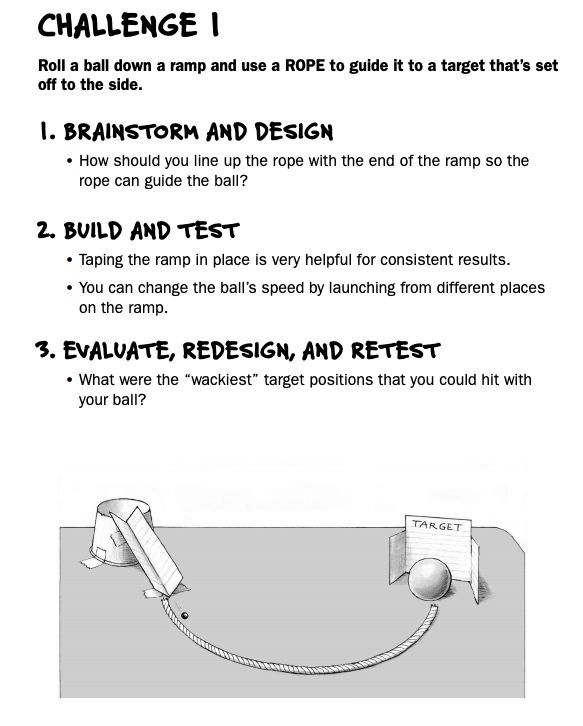 CHALLENGE 1
Roll a ball down a ramp and use a ROPE to guide it to a target that's set
off to the side.
1. BRAINSTORM AND DESIGN
• How should you line up the rope with the end of the ramp so the
rope can guide the ball?
2. BUILD AND TEST
• Taping the ramp in place is very helpful for consistent results.
• You can change the ball's speed by launching from different places
on the ramp.
3. EVALUATE, REDESIGN, AND RETEST
• What were the “wackiest” target positions that you could hit with
your ball?
TARGET